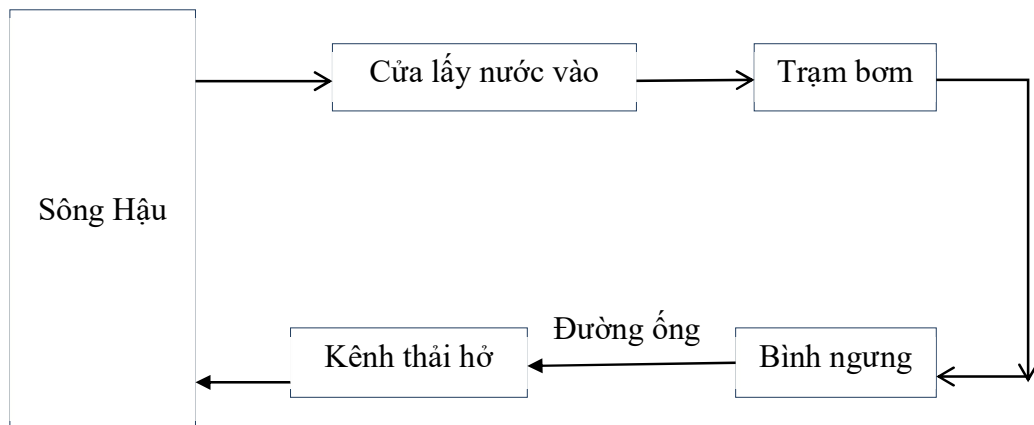 Cửa lấy nước vào
Trạm bơm
Sông Hậu
Đường ống
Kênh thải hở
Bình ngưng